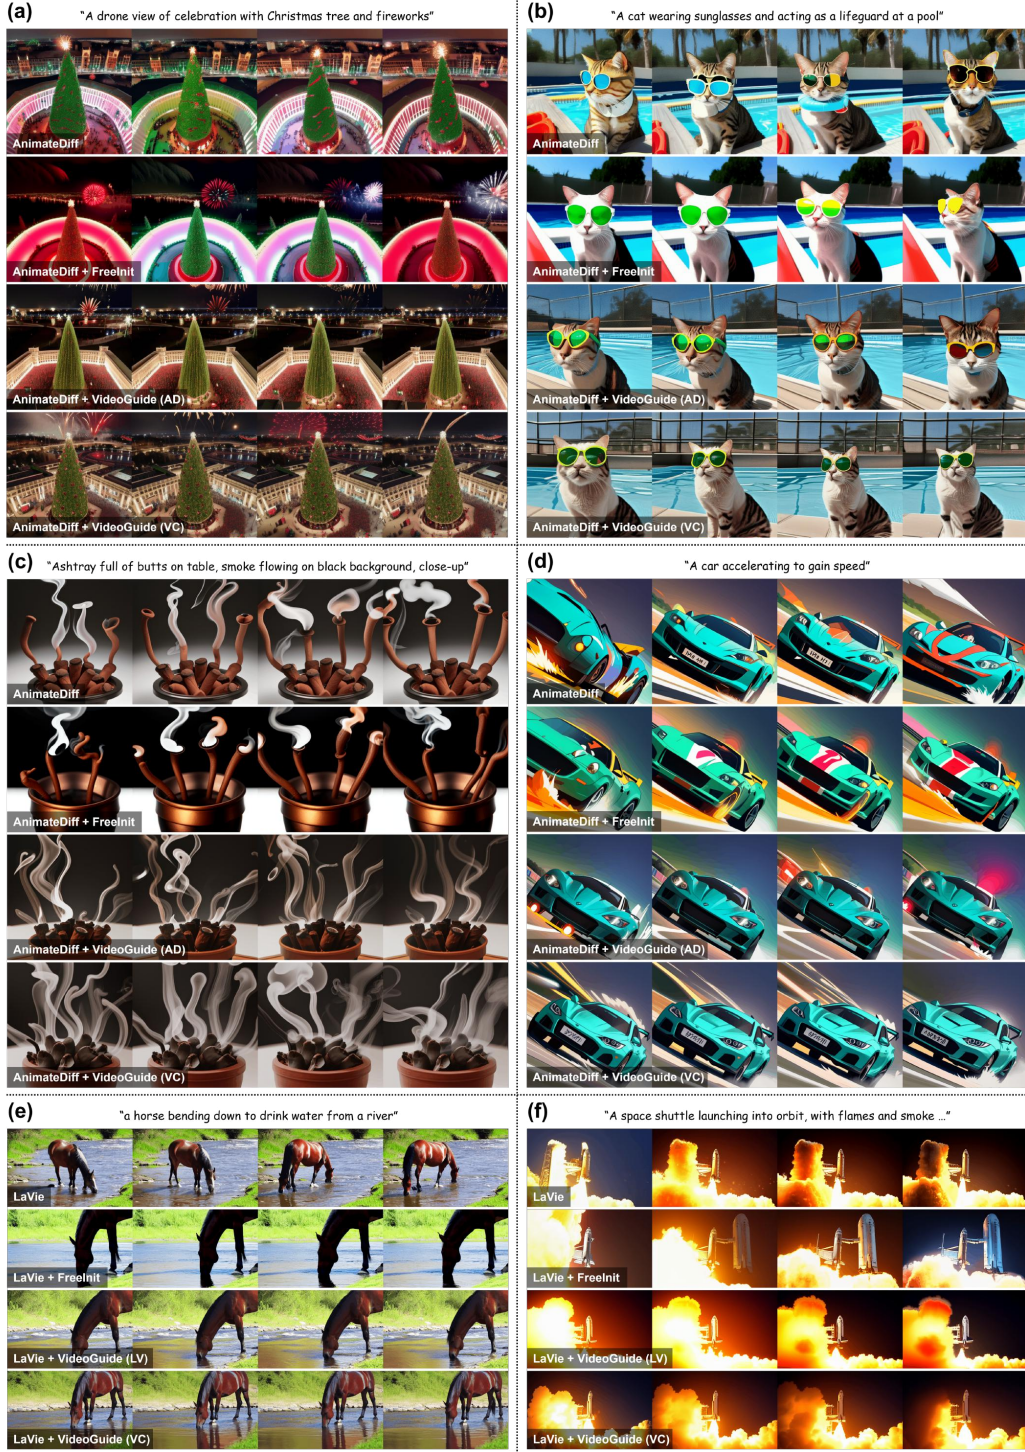 (a)
"A drone view of celebration with Christmas tree and fireworks"
AnimateDiff
AnimateDiff + FreeInit
AnimateDiff + VideoGuide (AD)
AnimateDiff + VideoGuide (VC)
(b)
"A cat wearing sunglasses and acting as a lifeguard at a pool"
AnimateDiff
AnimateDiff + FreeInit
AnimateDiff + VideoGuide (AD)
AnimateDiff + VideoGuide (VC)
(c)
"Ashtray full of butts on table, smoke flowing on black background, close-up"
AnimateDiff
AnimateDiff + FreeInit
AnimateDiff + VideoGuide (AD)
AnimateDiff + VideoGuide (VC)
(d)
"A car accelerating to gain speed"
AnimateDiff
AnimateDiff + FreeInit
AnimateDiff + VideoGuide (AD)
AnimateDiff + VideoGuide (VC)
(e)
"a horse bending down to drink water from a river"
LaVie
LaVie + FreeInit
LaVie + VideoGuide (LV)
LaVie + VideoGuide (VC)
(f)
"A space shuttle launching into orbit, with flames and smoke ..."
LaVie
LaVie + FreeInit
LaVie + VideoGuide (LV)
LaVie + VideoGuide (VC)